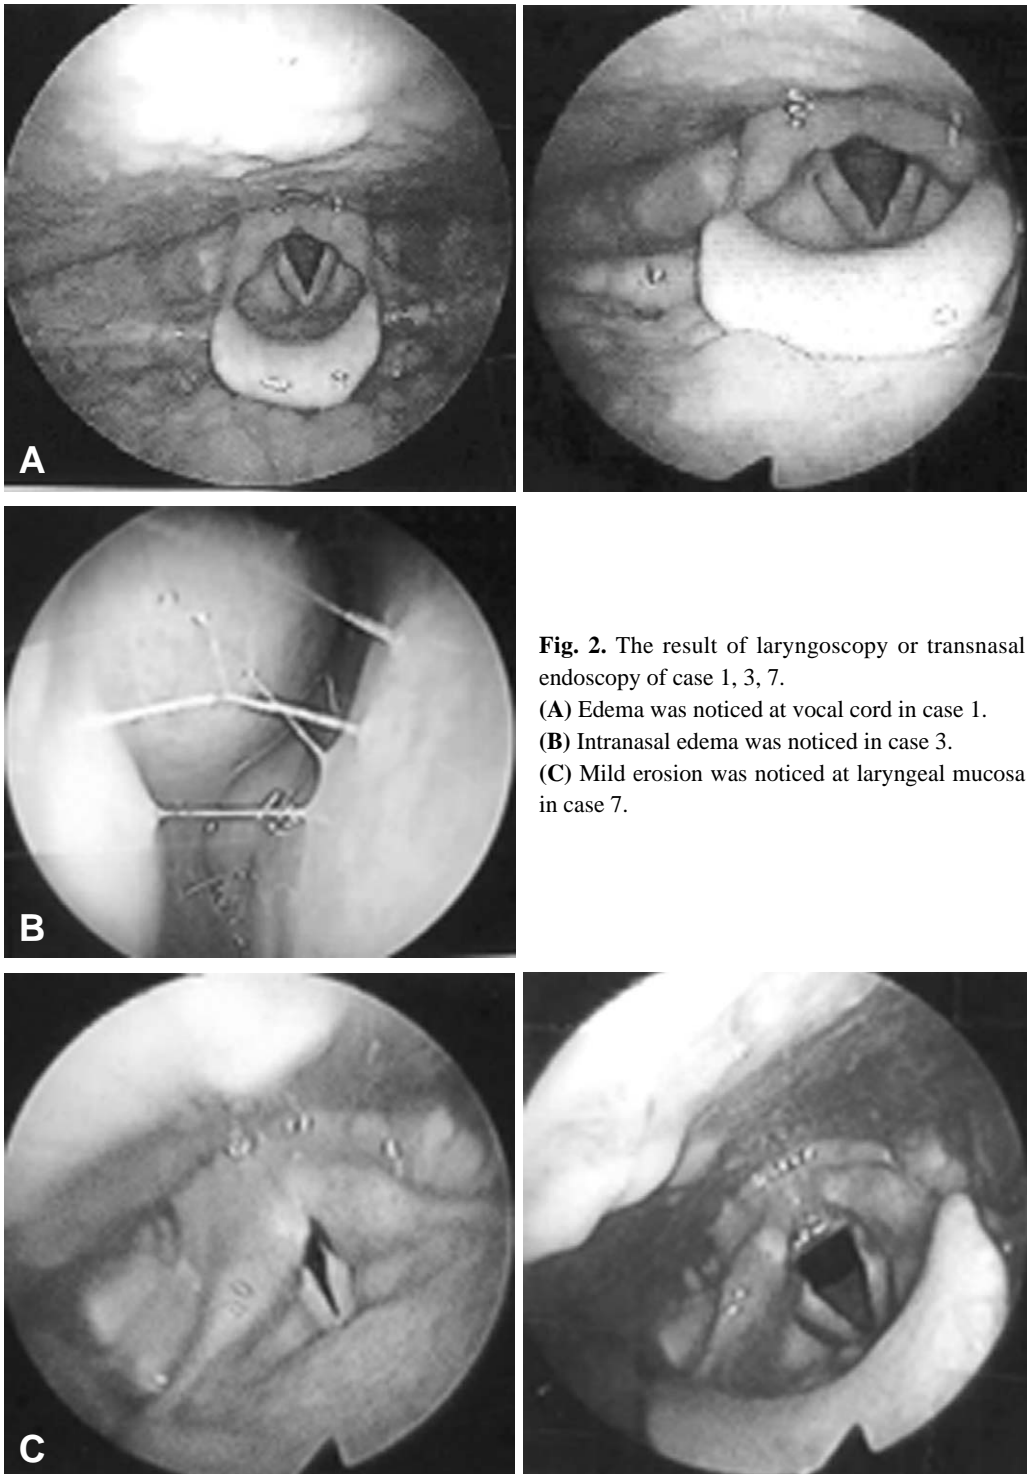 A
B
Fig. 2. The result of laryngoscopy or transnasal
endoscopy of case 1, 3, 7.
(A) Edema was noticed at vocal cord in case 1.
(B) Intranasal edema was noticed in case 3.
(C) Mild erosion was noticed at laryngeal mucosa
in case 7.
C